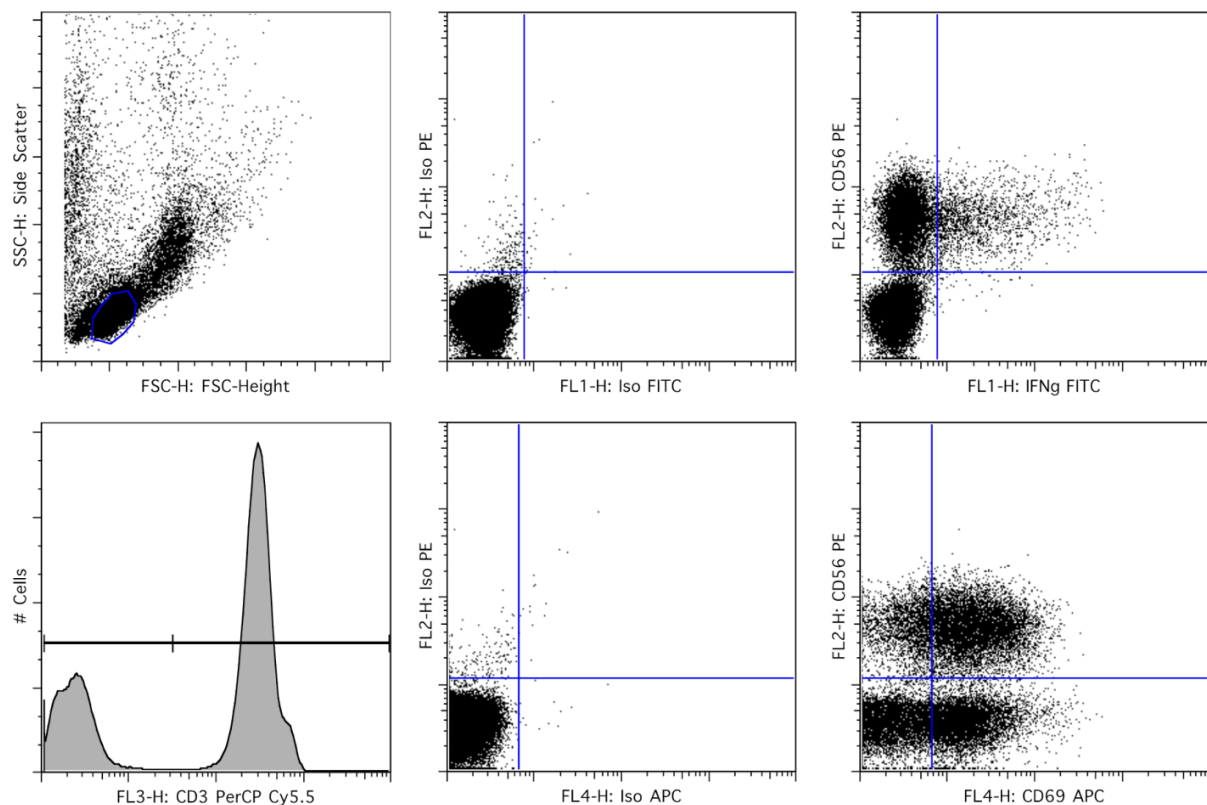 SSC-H: Side Scatter
FSC-H: FSC-Height
FL2-H: Iso PE
FL1-H: Iso FITC
FL2-H: CD56 PE
FL1-H: IFNg FITC
# Cells
FL3-H: CD3 PerCP Cy5.5
FL2-H: Iso PE
FL4-H: Iso APC
FL2-H: CD56 PE
FL4-H: CD69 APC